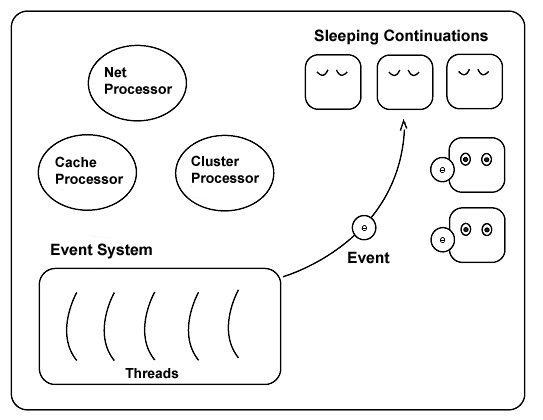 Sleeping Continuations
Net
Processor
Cache
Processor
Cluster
Processor
e
e
e
Event
Event System
Threads